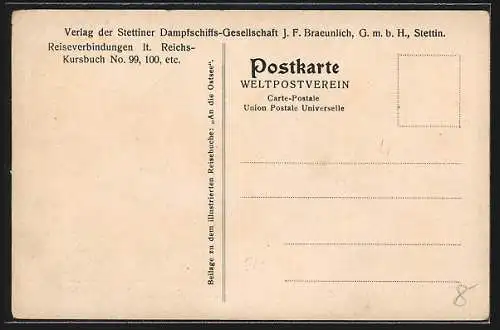 Verlag der Stettiner Dampfschiffs-Gesellschaft J. F. Braeunlich, G. m. b. H., Stettin.
Reiseverbindungen lt. Reichs-
Kursbuch No. 99, 100, etc.
Beilage zu dem illustrierten Reisebuche: „An die Ostsee“.
Postkarte
WELTPOSTVEREIN
Carte-Postale
Union Postale Universelle
8-